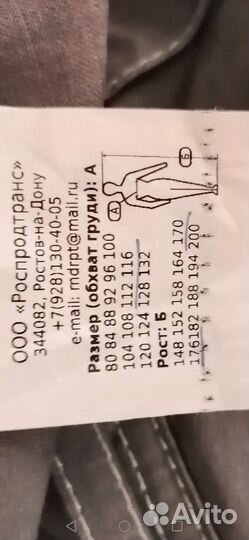 ООО «Роспродтранс»
344082, Ростов-на-Дону
+7(928)130-40-05
e-mail: rndrpt@mail.ru
Размер (обхват груди): А
80 84 88 92 96 100
104 108 112 116
120 124 128 132
Рост: Б
148 152 158 164 170
176 182 188 194 200
А
Б
Avito